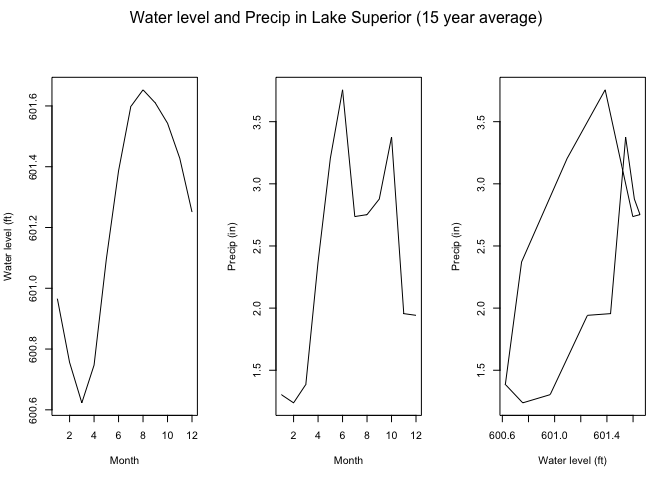 Water level and Precip in Lake Superior (15 year average)
Water level (ft)
600.6 600.8 601.0 601.2 601.4 601.6
2 4 6 8 10 12
Month
Precip (in)
1.5 2.0 2.5 3.0 3.5
2 4 6 8 10 12
Month
Precip (in)
1.5 2.0 2.5 3.0 3.5
600.6 601.0 601.4
Water level (ft)